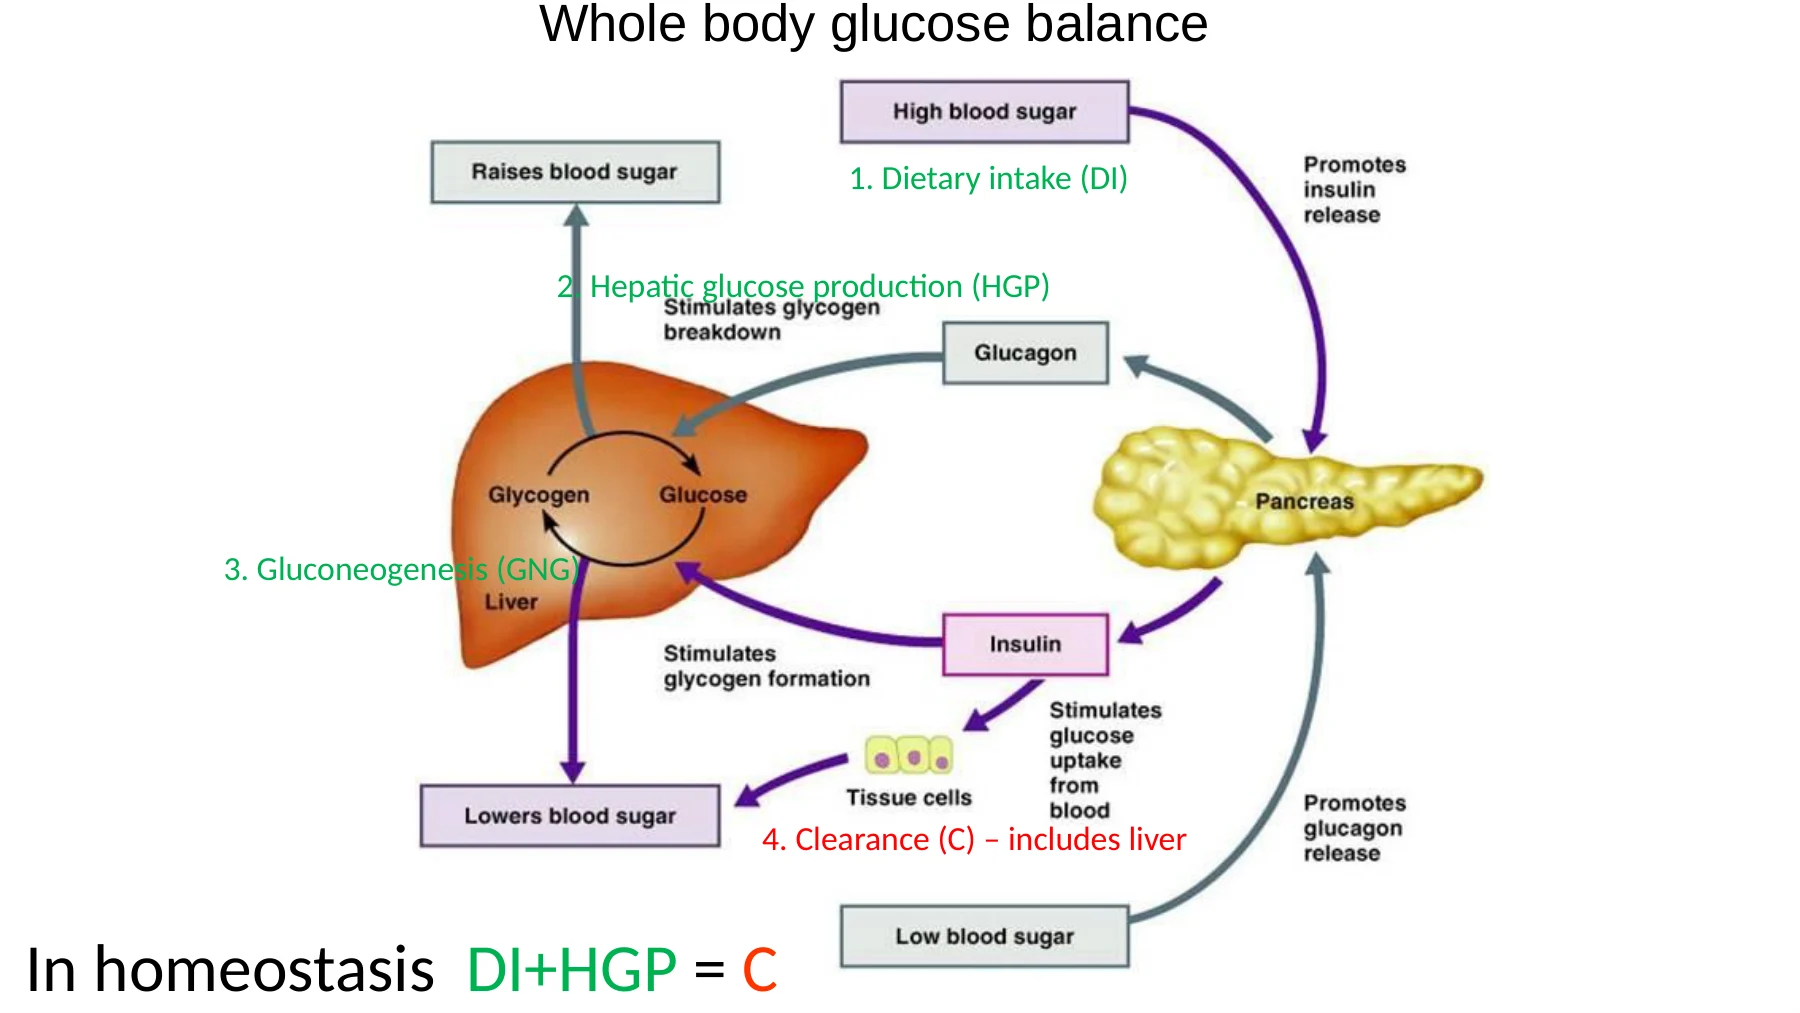 Whole body glucose balance
High blood sugar
Raises blood sugar
1. Dietary intake (DI)
Promotes
insulin
release
2. Hepatic glucose production (HGP)
Stimulates glycogen
breakdown
Glucagon
Glycogen
Glucose
Pancreas
3. Gluconeogenesis (GNG)
Liver
Insulin
Stimulates
glycogen formation
Stimulates
glucose
uptake
from
blood
Tissue cells
Lowers blood sugar
4. Clearance (C) – includes liver
Promotes
glucagon
release
Low blood sugar
In homeostasis DI+HGP = C